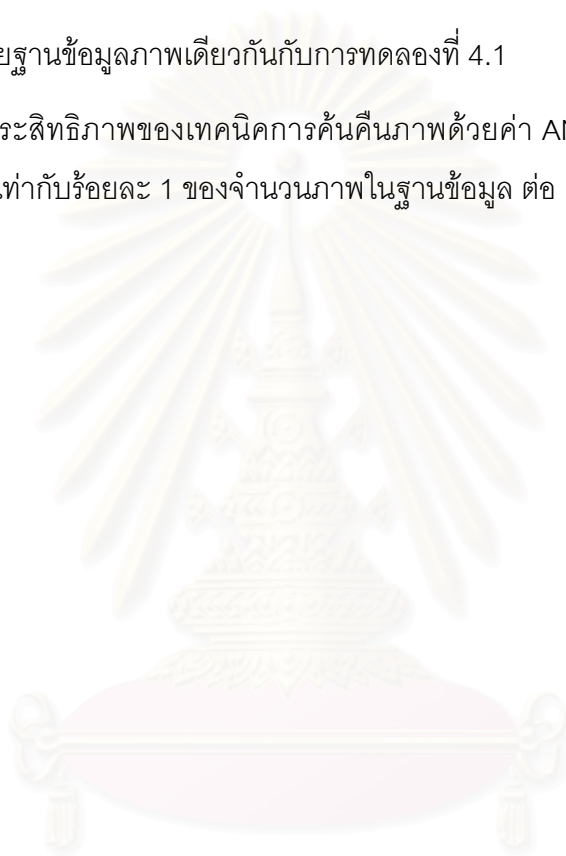 ยฐานข้อมูลภาพเดียวกันกับการทดลองที่ 4.1
ระสิทธิภาพของเทคนิคการค้นคืนภาพด้วยค่า AN
เท่ากับร้อยละ 1 ของจำนวนภาพในฐานข้อมูล ต่อ